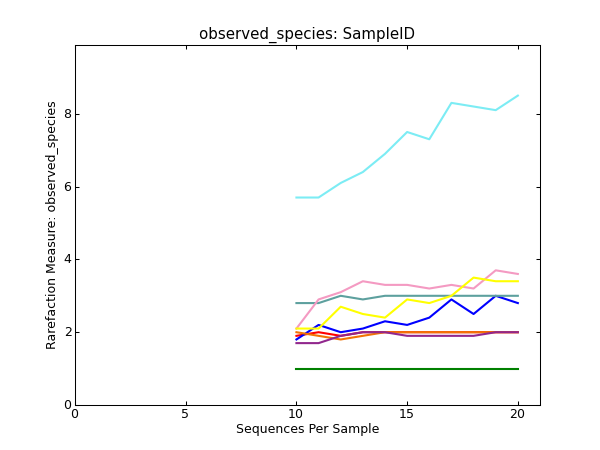 observed_species: SampleID
Rarefaction Measure: observed_species
8
6
4
2
0
0 5 10 15 20
Sequences Per Sample